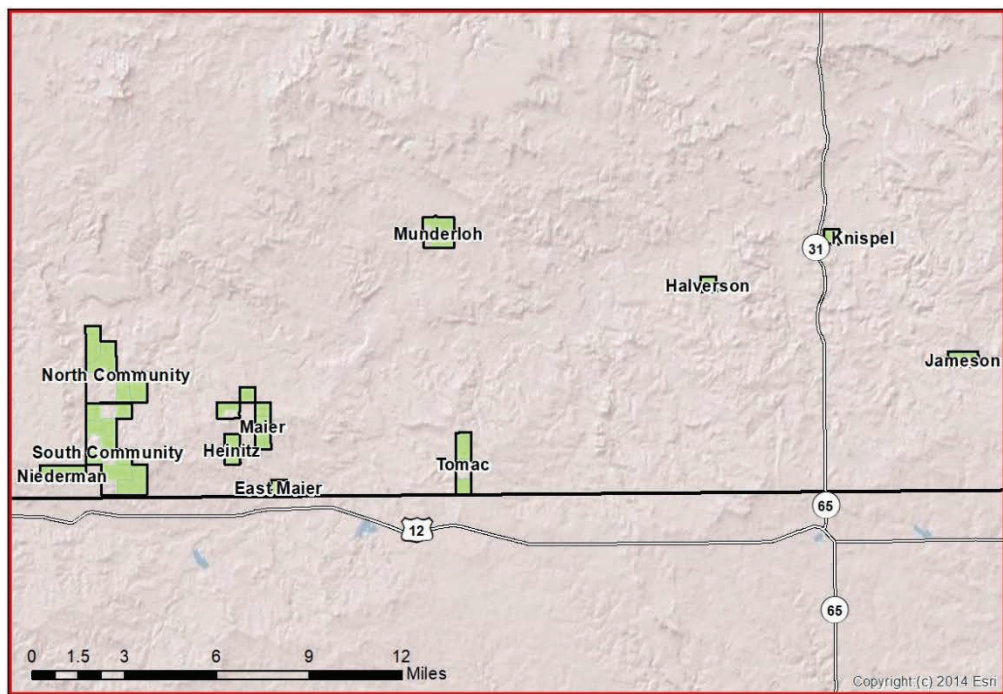 Munderloh
Knispel
31
Halverson
Jameson
North Community
Maier
South Community
Heinitz
Tomac
Niederman
East Maier
65
12
65
0 1.5 3 6 9 12
Miles
Copyright (c) 2014 Esri